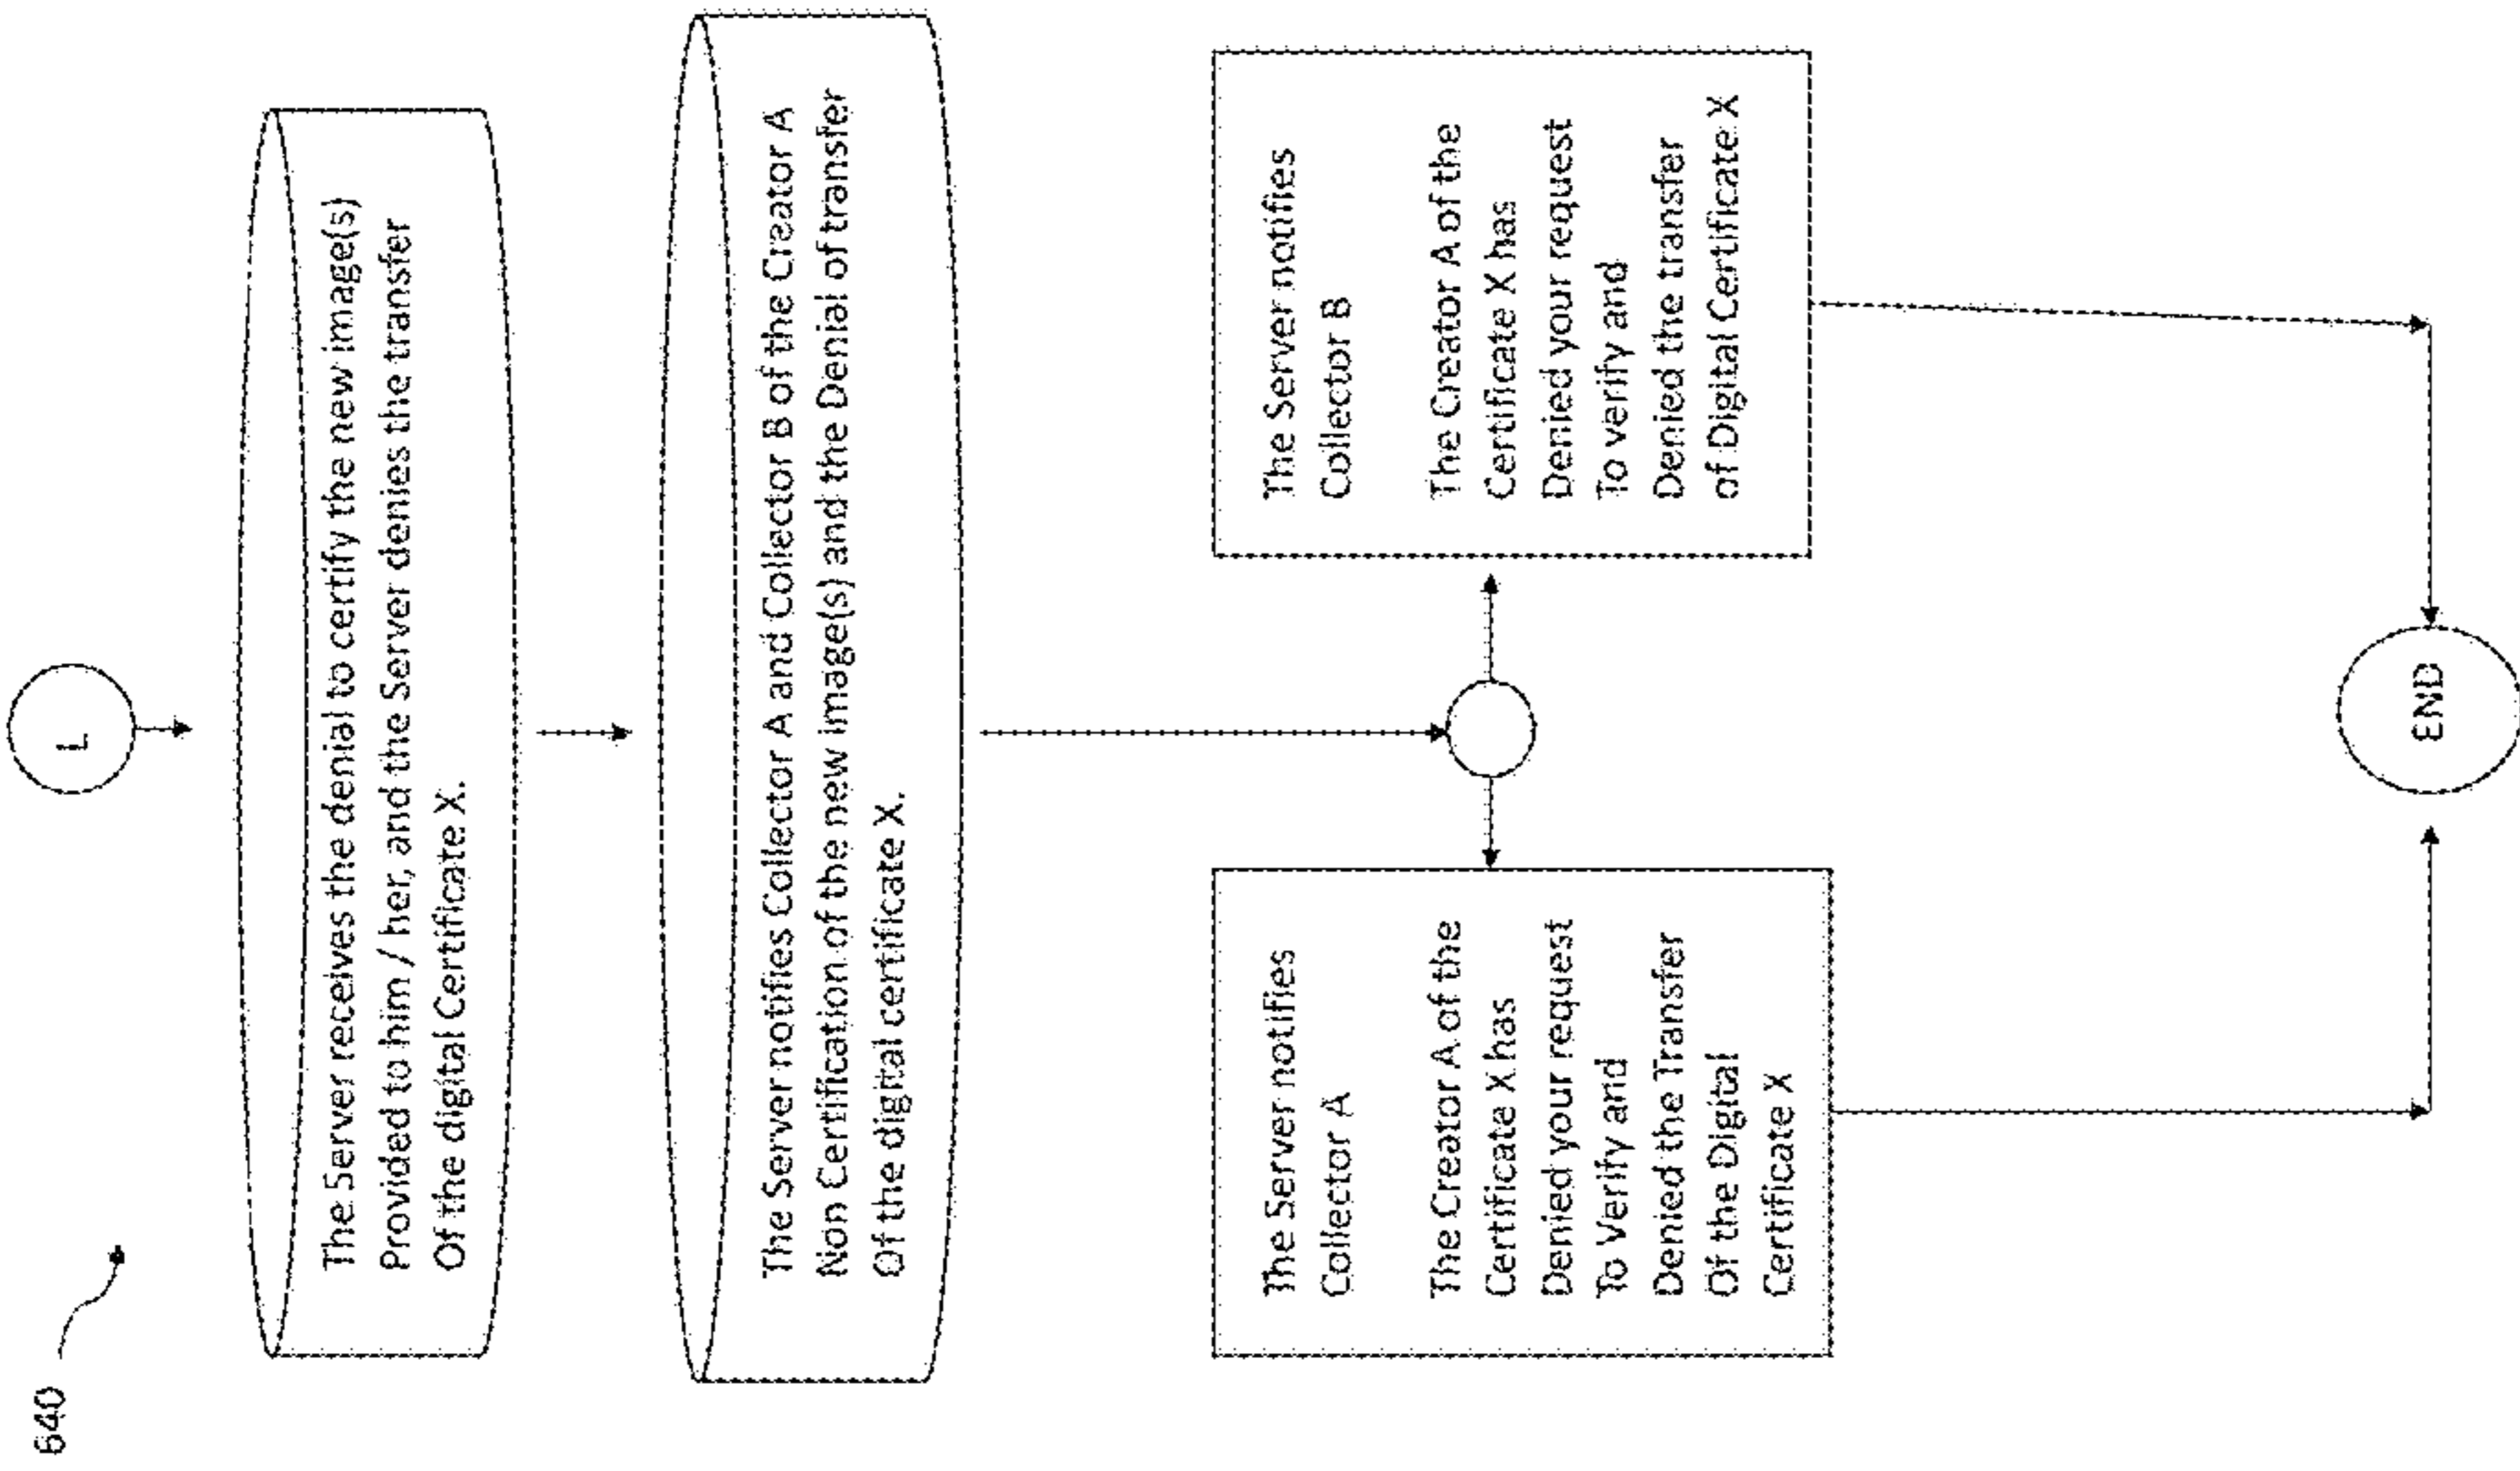 640
L
The Server receives the denial to certify the new image(s)
Provided to him / her, and the Server denies the transfer
Of the digital Certificate X.
The Server notifies Collector A and Collector B of the Creator A
Non Certification of the new image(s) and the Denial of transfer
Of the digital certificate X.
The Server notifies
Collector A
The Creator A of the
Certificate X has
Denied your request
To Verify and
Denied the Transfer
Of the Digital
Certificate X
The Server notifies
Collector B
The Creator A of the
Certificate X has
Denied your request
To verify and
Denied the transfer
of Digital Certificate X
END